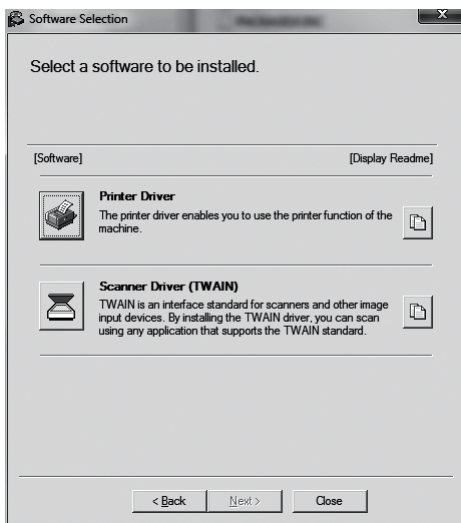 Software Selection
Select a software to be installed.
[Software] [Display Readme]
Printer Driver
The printer driver enables you to use the printer function of the
machine.
Scanner Driver (TWAIN)
TWAIN is an interface standard for scanners and other image
input devices. By installing the TWAIN driver, you can scan
using any application that supports the TWAIN standard.
< Back Next > Close